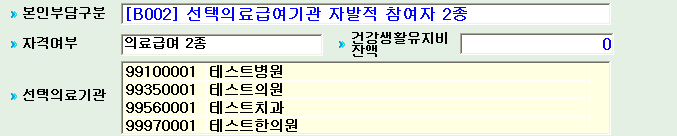 본인부담구분 [B002] 선택의료급여기관 자발적 참여자 2종
자격여부 의료급여 2종 건강생활유지비 잔액 0
선택의료기관
99100001 테스트병원
99350001 테스트의원
99560001 테스트치과
99970001 테스트한의원